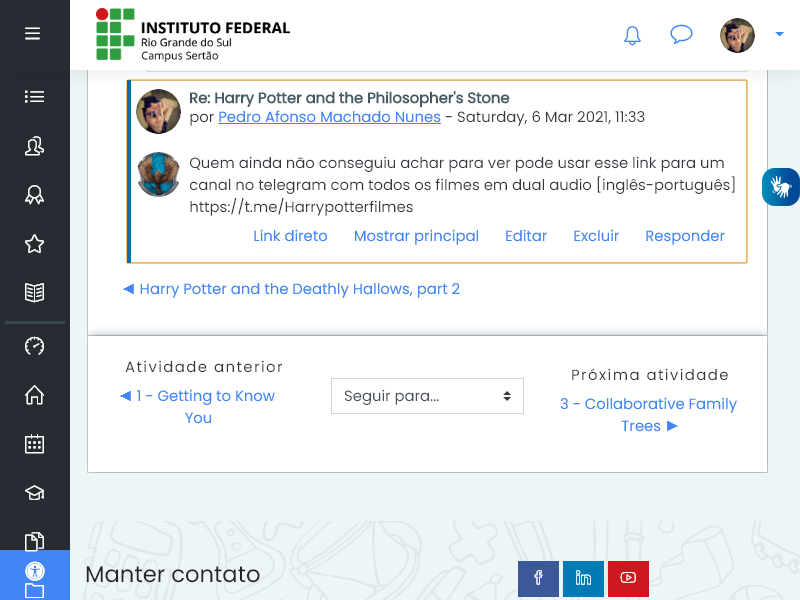 INSTITUTO FEDERAL
Rio Grande do Sul
Campus Sertão
Re: Harry Potter and the Philosopher's Stone
por Pedro Afonso Machado Nunes - Saturday, 6 Mar 2021, 11:33
Quem ainda não conseguiu achar para ver pode usar esse link para um
canal no telegram com todos os filmes em dual audio [inglês-português]
https://t.me/Harrypotterfilmes
Link direto Mostrar principal Editar Excluir Responder
◀ Harry Potter and the Deathly Hallows, part 2
Atividade anterior
◀ 1 - Getting to Know
You
Seguir para...
Próxima atividade
3 - Collaborative Family
Trees ▶
Manter contato